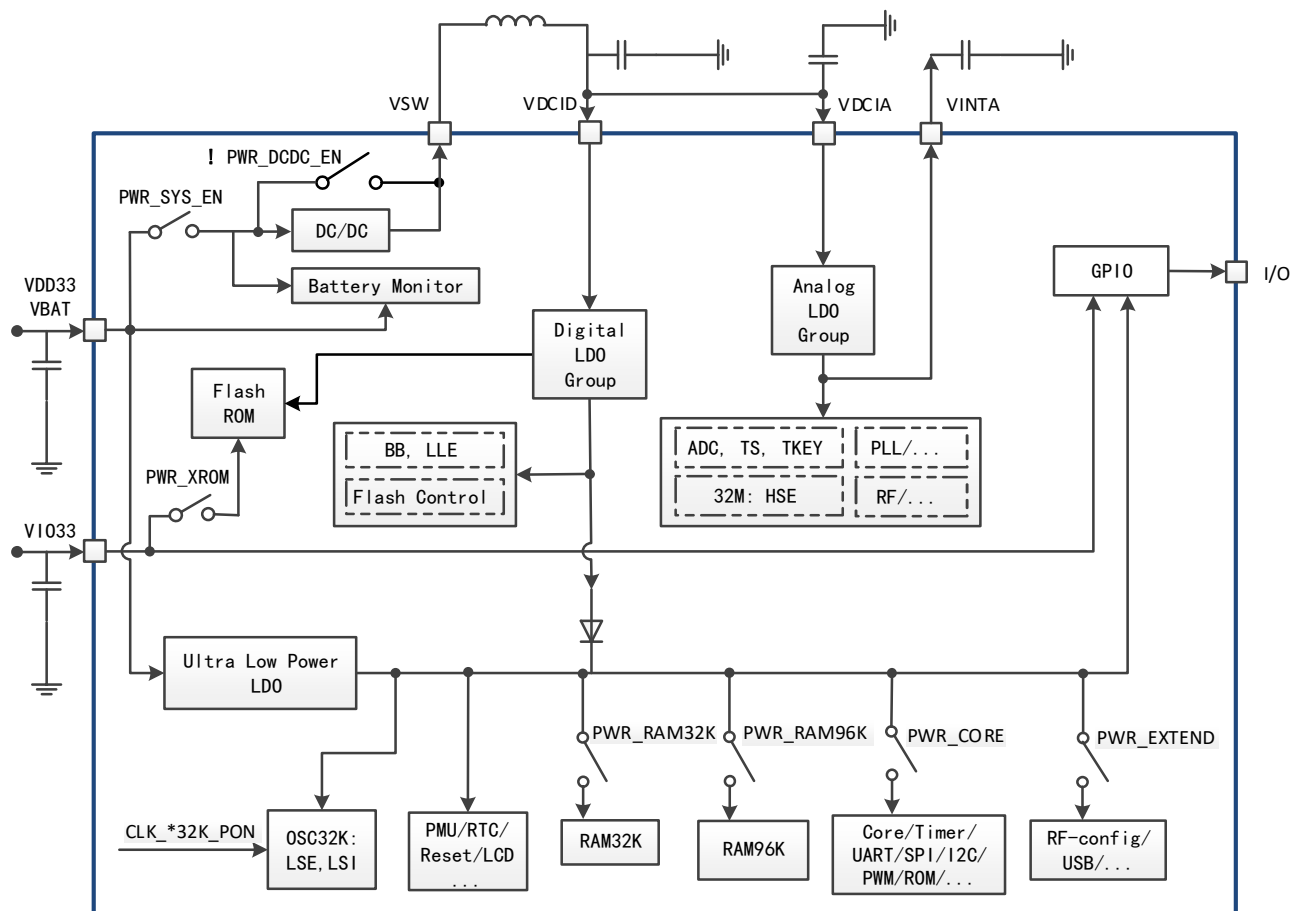 VSW
VDCID
VDCIA
VINTA
! PWR_DCDC_EN
PWR_SYS_EN
DC/DC
Battery Monitor
VDD33
VBAT
GPIO
I/O
Analog
LDO
Group
Digital
LDO
Group
Flash
ROM
BB, LLE
Flash Control
ADC, TS, TKEY
PLL/...
32M: HSE
RF/...
PWR_XROM
VIO33
Ultra Low Power
LDO
PWR_RAM32K
PWR_RAM96K
PWR_CORE
PWR_EXTEND
CLK_*32K_PON
OSC32K:
LSE,LSI
PMU/RTC/
Reset/LCD
...
RAM32K
RAM96K
Core/Timer/
UART/SPI/I2C/
PWM/ROM/...
RF-config/
USB/...